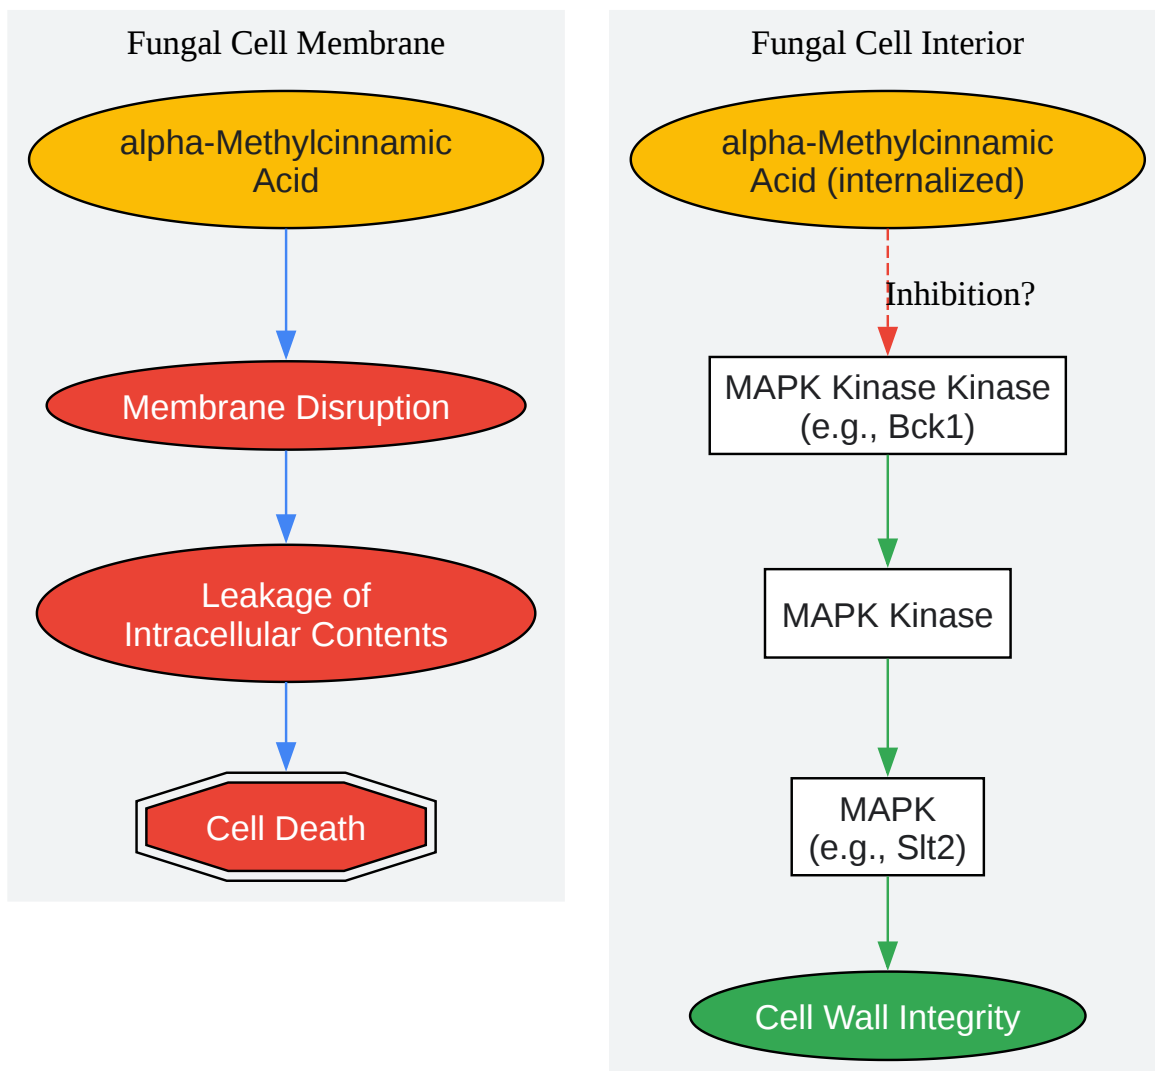 Fungal Cell Membrane
alpha-Methylcinnamic
Acid
Membrane Disruption
Leakage of
Intracellular Contents
Cell Death
Fungal Cell Interior
alpha-Methylcinnamic
Acid (internalized)
Inhibition?
MAPK Kinase Kinase
(e.g., Bck1)
MAPK Kinase
MAPK
(e.g., Slt2)
Cell Wall Integrity